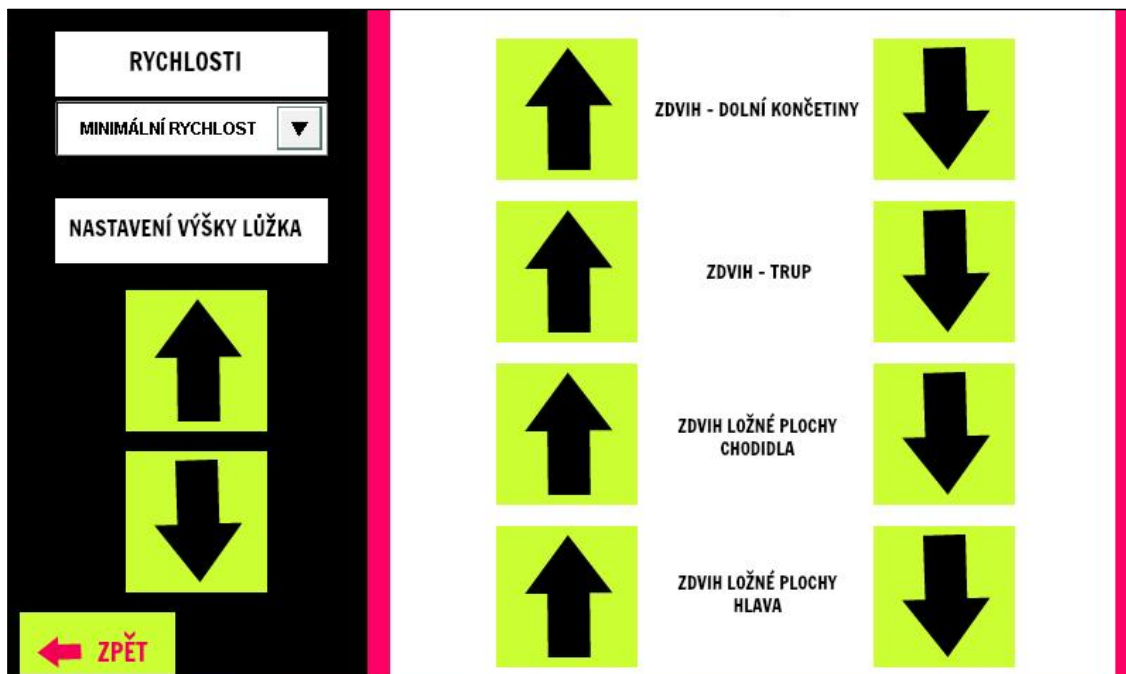 RYCHLOSTI
MINIMÁLNÍ RYCHLOST
NASTAVENÍ VÝŠKY LŮŽKA
ZPĚT
ZDVIH - DOLNÍ KONČETINY
ZDVIH - TRUP
ZDVIH LOŽNÉ PLOCHY
CHODIDLA
ZDVIH LOŽNÉ PLOCHY
HLAVA